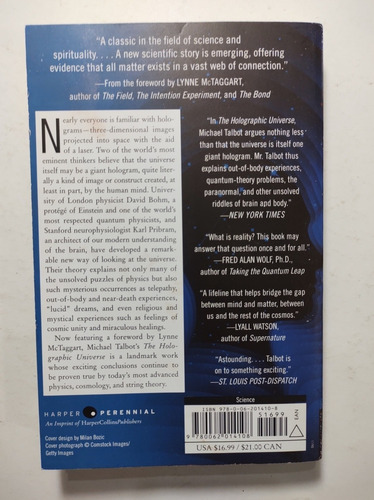 "A classic in the field of science and
spirituality. . . . A new scientific story is emerging, offering
evidence that all matter exists in a vast web of connection."
—From the foreword by LYNNE McTAGGART,
author of The Field, The Intention Experiment, and The Bond
Nearly everyone is familiar with holo-
grams—three-dimensional images
projected into space with the aid
of a laser. Two of the world's most
eminent thinkers believe that the universe
itself may be a giant hologram, quite liter-
ally a kind of image or construct created, at
least in part, by the human mind. Univer-
sity of London physicist David Bohm, a
protégé of Einstein and one of the world's
most respected quantum physicists, and
Stanford neurophysiologist Karl Pribram,
an architect of our modern understanding
of the brain, have developed a remark-
able new way of looking at the universe.
Their theory explains not only many of
the unsolved puzzles of physics but also
such mysterious occurrences as telepathy,
out-of-body and near-death experiences,
"lucid" dreams, and even religious and
mystical experiences such as feelings of
cosmic unity and miraculous healings.
Now featuring a foreword by Lynne
McTaggart, Michael Talbot's The Holo-
graphic Universe is a landmark work
whose exciting conclusions continue to
be proven true by today's most advanced
physics, cosmology, and string theory.
"In The Holographic Universe,
Michael Talbot argues nothing less
than that the universe is itself one
giant hologram. Mr. Talbot thus
explains out-of-body experiences,
quantum-theory problems, the
paranormal, and other unsolved
riddles of brain and body."
—NEW YORK TIMES
"What is reality? This book may
answer that question once and for all."
—FRED ALAN WOLF, Ph.D.,
author of Taking the Quantum Leap
"A lifeline that helps bridge the gap
between mind and matter, between
us and the rest of the cosmos."
—LYALL WATSON,
author of Supernature
"Astounding. . . . Talbot is
on to something exciting."
—ST. LOUIS POST-DISPATCH
HARPER PERENNIAL
An Imprint of HarperCollinsPublishers
Cover design by Milan Bozic
Cover photograph © Comstock Images/
Getty Images
Science
ISBN 978-0-06-201410-8
51699
EAN
9 780062 014108
USA $16.99 / $21.00 CAN